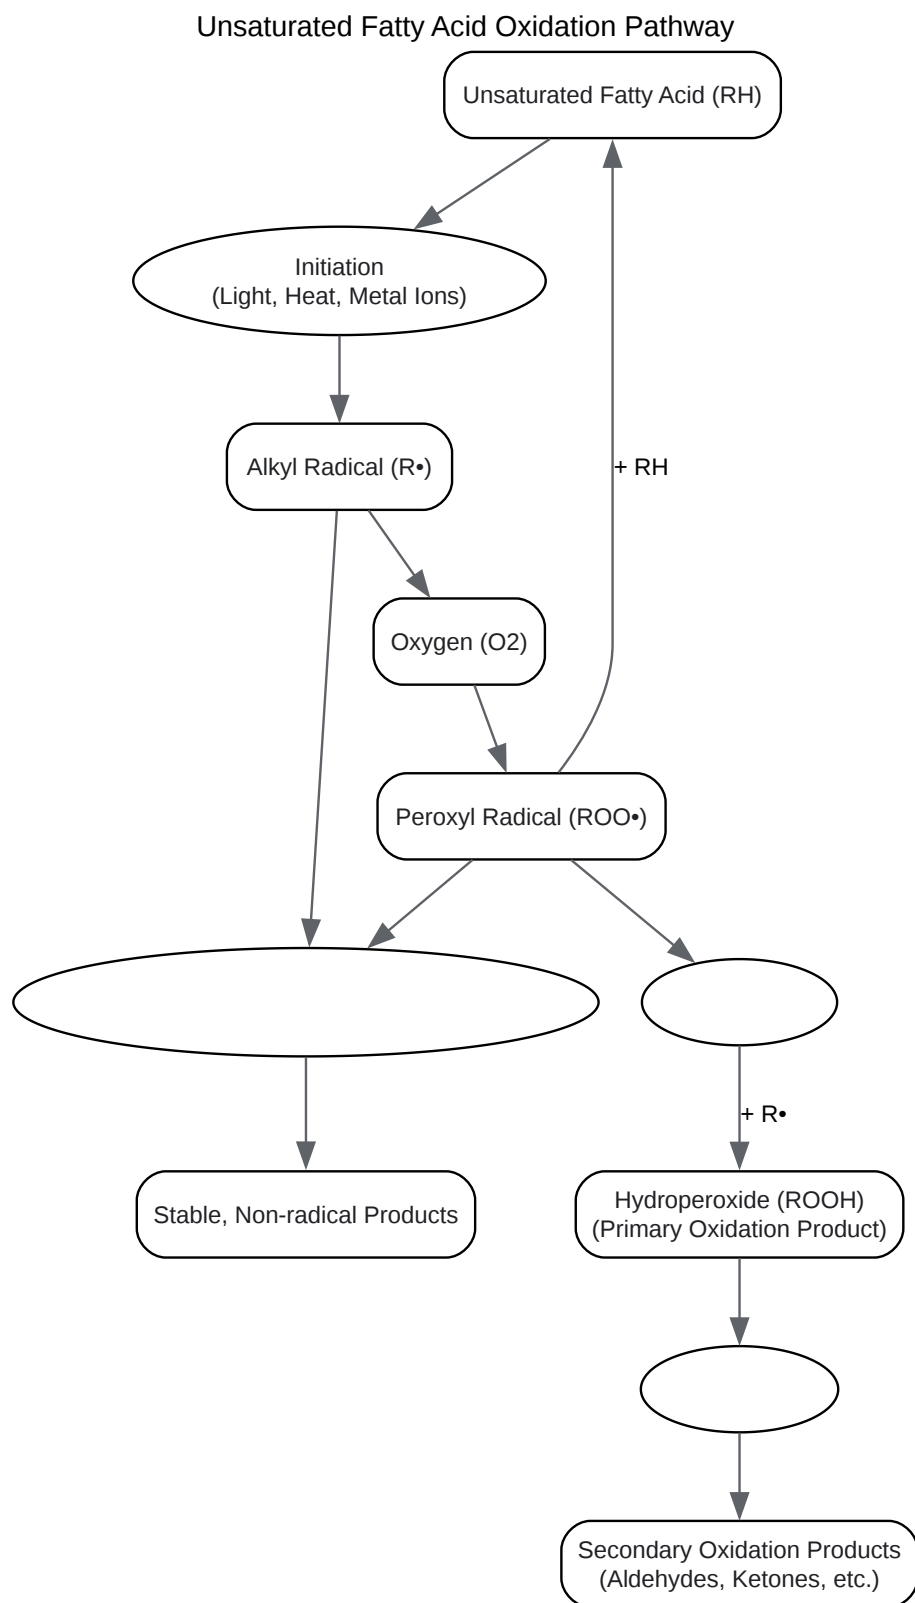 Unsaturated Fatty Acid Oxidation Pathway
Unsaturated Fatty Acid (RH)
Initiation
(Light, Heat, Metal Ions)
Alkyl Radical (R•)
+ RH
Oxygen (O2)
Peroxyl Radical (ROO•)
+ R•
Stable, Non-radical Products
Hydroperoxide (ROOH)
(Primary Oxidation Product)
Secondary Oxidation Products
(Aldehydes, Ketones, etc.)